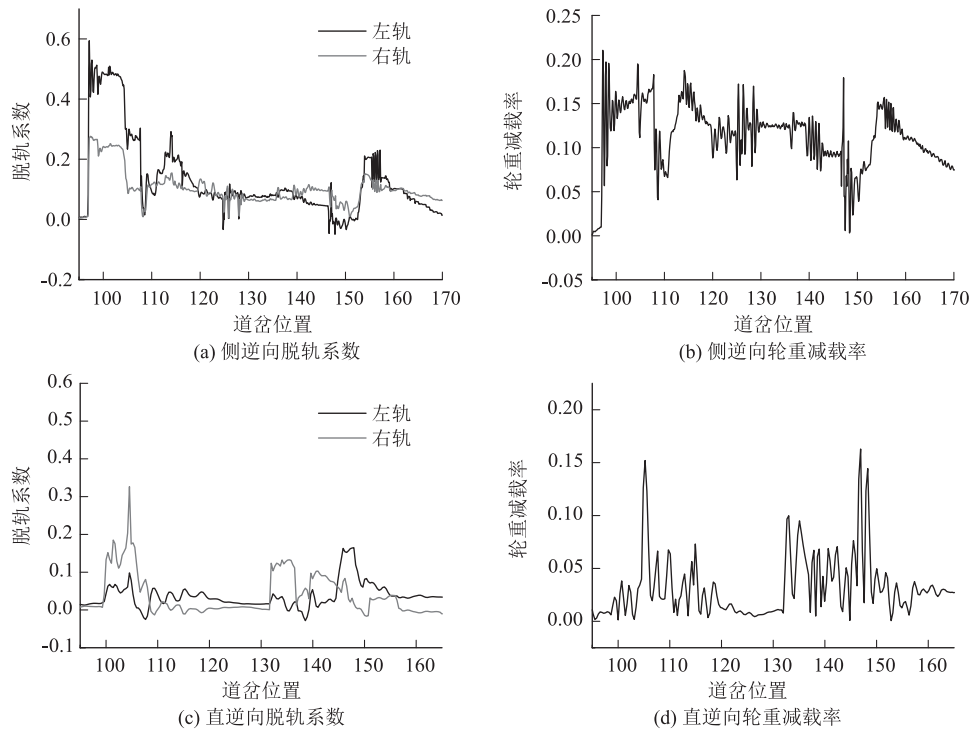 0.6
0.4
0.2
0.0
-0.2
脱轨系数
左轨
右轨
100 110 120 130 140 150 160 170
道岔位置
(a) 侧逆向脱轨系数
0.25
0.20
0.15
0.10
0.05
0.00
-0.05
轮重减载率
100 110 120 130 140 150 160 170
道岔位置
(b) 侧逆向轮重减载率
0.6
0.5
0.4
0.3
0.2
0.1
0.0
-0.1
脱轨系数
左轨
右轨
100 110 120 130 140 150 160
道岔位置
(c) 直逆向脱轨系数
0.20
0.15
0.10
0.05
0.00
轮重减载率
100 110 120 130 140 150 160
道岔位置
(d) 直逆向轮重减载率